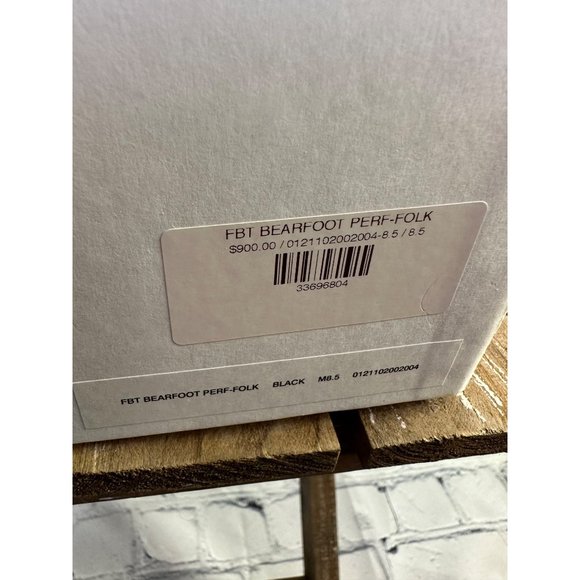 FBT BEARFOOT PERF-FOLK
$900.00 / 0121102002004-8.5 / 8.5
33696804
FBT BEARFOOT PERF-FOLK BLACK M8.5 0121102002004